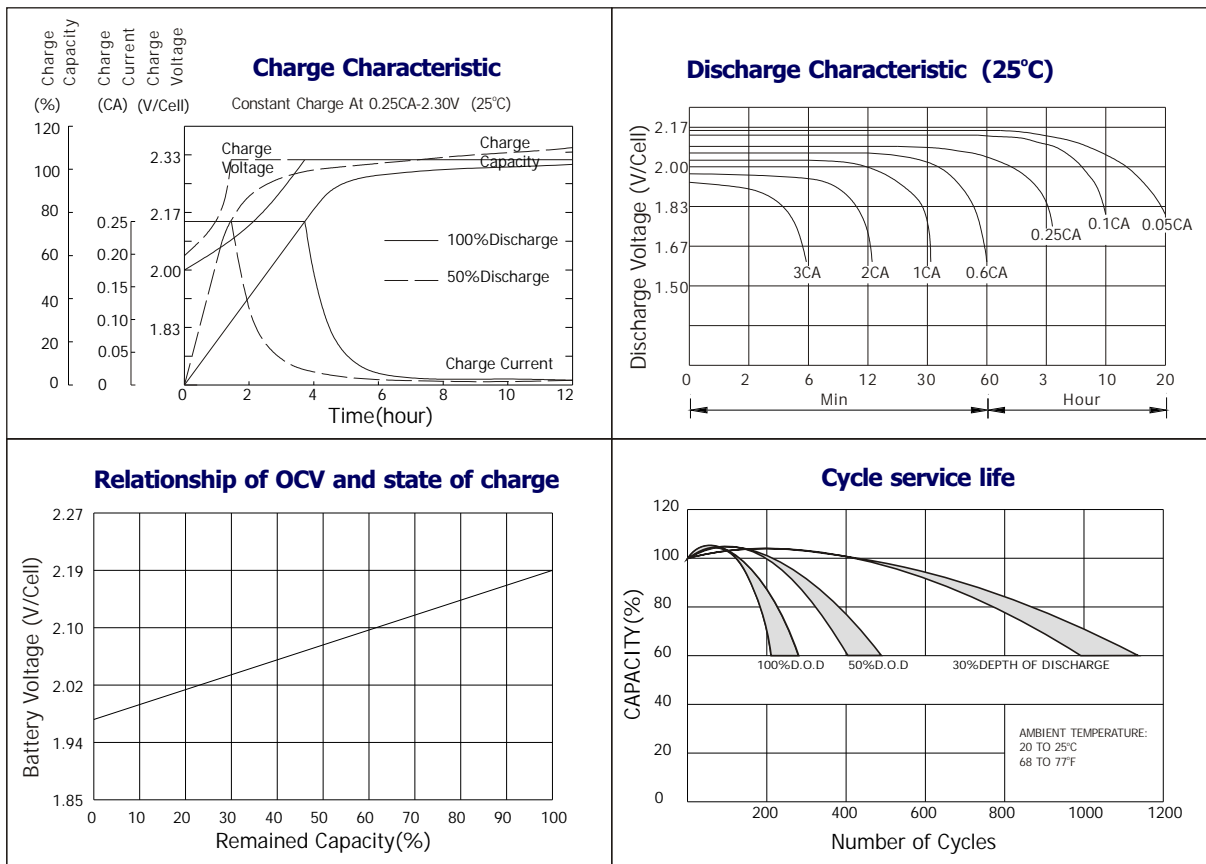 Charge
Capacity
Charge
Current
Charge
Voltage
(%)
(CA)
(V/Cell)
Charge Characteristic
Constant Charge At 0.25CA-2.30V (25°C)
120
100
80
60
40
20
0
0.25
0.20
0.15
0.10
0.05
0
2.33
2.17
2.00
1.83
Charge
Voltage
Charge
Capacity
100%Discharge
50%Discharge
Charge Current
0 2 4 6 8 10 12
Time(hour)
Discharge Characteristic (25°C)
Discharge Voltage (V/Cell)
2.17
2.00
1.83
1.67
1.50
3CA
2CA
1CA
0.6CA
0.25CA
0.1CA
0.05CA
0 2 6 12 30 60 3 10 20
Min
Hour
Relationship of OCV and state of charge
Battery Voltage (V/Cell)
2.27
2.19
2.10
2.02
1.94
1.85
0 10 20 30 40 50 60 70 80 90 100
Remained Capacity(%)
Cycle service life
CAPACITY(%)
120
100
80
60
40
20
0
100%D.O.D
50%D.O.D
30%DEPTH OF DISCHARGE
AMBIENT TEMPERATURE:
20 TO 25°C
68 TO 77°F
200 400 600 800 1000 1200
Number of Cycles